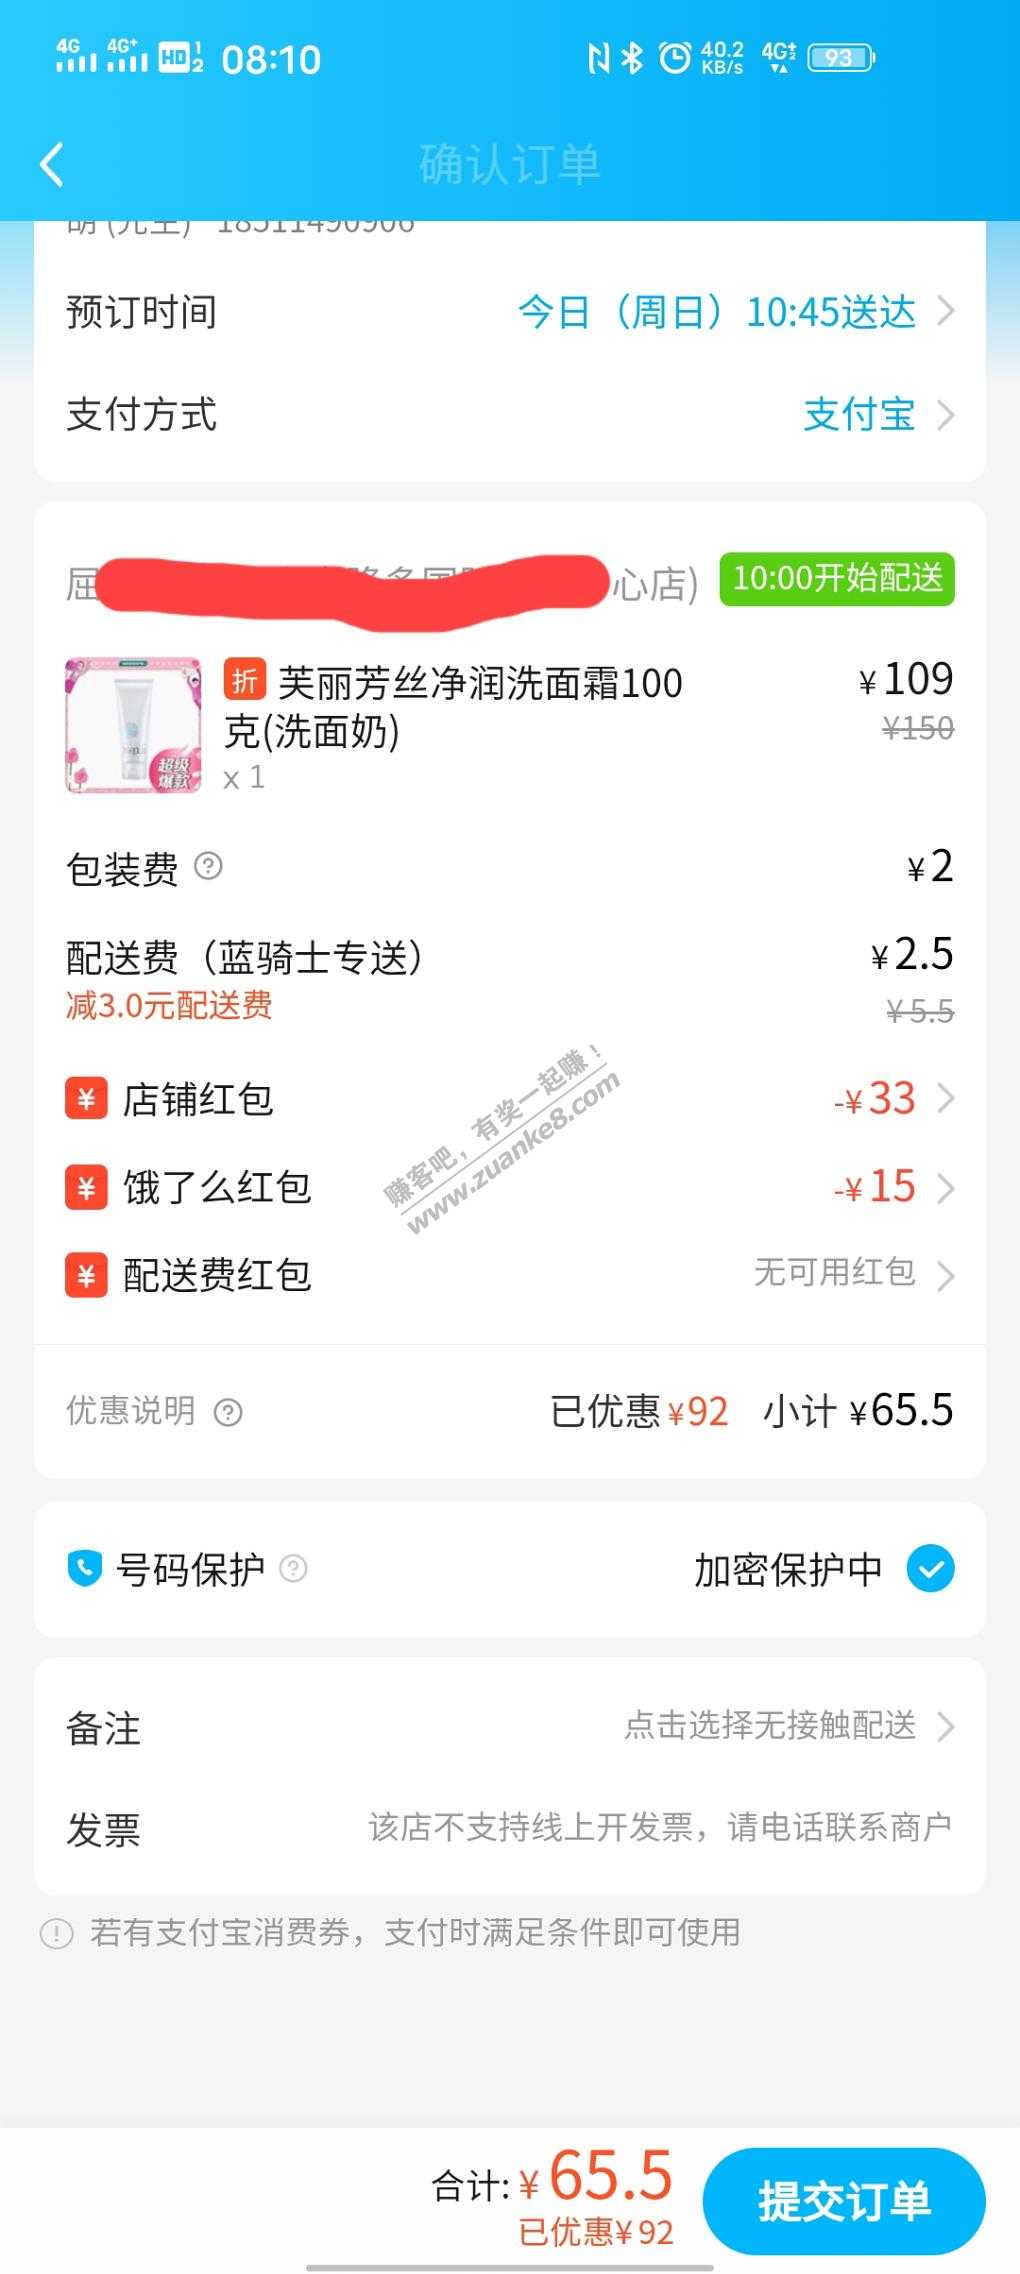 4G 4G+ HD 1 2 08:10 40.2 KB/s 4G+ 2 93
确认订单
预订时间 今日（周日）10:45送达
支付方式 支付宝
屈 心店) 10:00开始配送
折 芙丽芳丝净润洗面霜100 ¥109
克(洗面奶) ¥150
x 1
超级
爆款
包装费 ? ¥2
配送费（蓝骑士专送） ¥2.5
减3.0元配送费 ¥5.5
¥ 店铺红包 -¥33
¥ 饿了么红包 -¥15
¥ 配送费红包 无可用红包
赚客吧，有奖一起赚！
www.zuanke8.com
优惠说明 ? 已优惠¥92 小计 ¥65.5
号码保护 ? 加密保护中
备注 点击选择无接触配送
发票 该店不支持线上开发票，请电话联系商户
! 若有支付宝消费券，支付时满足条件即可使用
合计: ¥65.5
已优惠¥92
提交订单